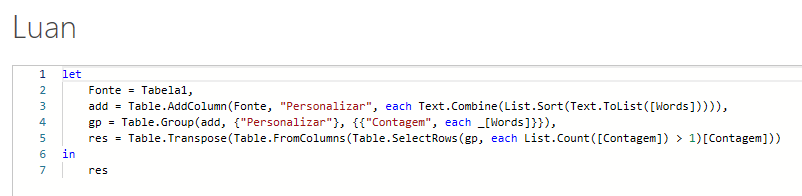 Luan
1 let
2 Fonte = Tabela1,
3 add = Table.AddColumn(Fonte, "Personalizar", each Text.Combine(List.Sort(Text.ToList([Words])))),
4 gp = Table.Group(add, {"Personalizar"}, {{"Contagem", each _[Words]}}),
5 res = Table.Transpose(Table.FromColumns(Table.SelectRows(gp, each List.Count([Contagem]) > 1)[Contagem]))
6 in
7 res